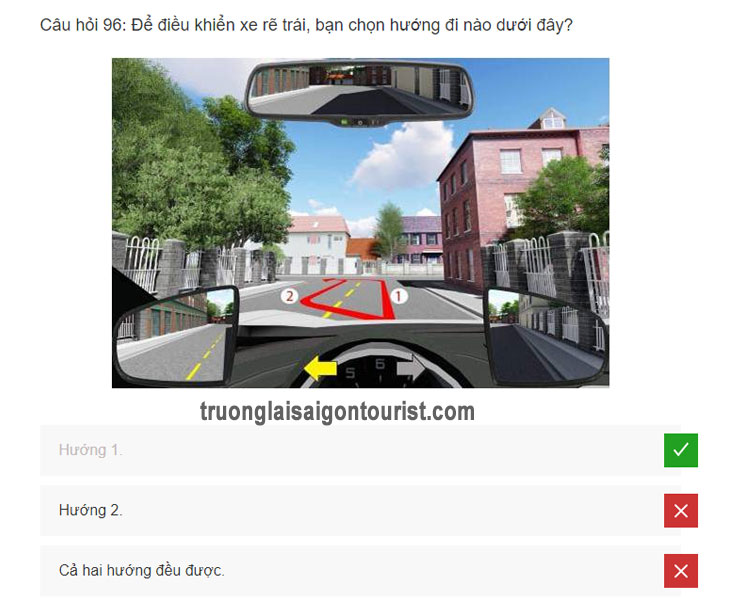 Câu hỏi 96: Để điều khiển xe rẽ trái, bạn chọn hướng đi nào dưới đây?
2
1
5
6
truonglaisaigontourist.com
Hướng 1.
Hướng 2.
Cả hai hướng đều được.